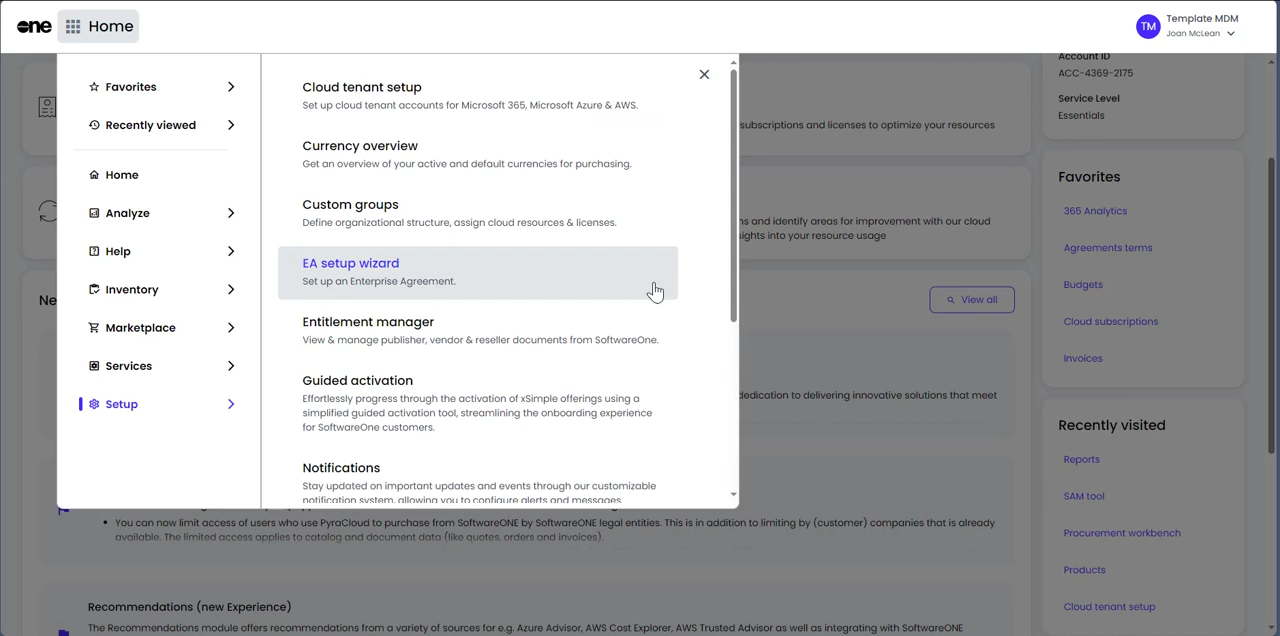 one
Home
TM
Template MDM
Joan McLean
Favorites
Recently viewed
Home
Analyze
Help
Inventory
Marketplace
Services
Setup
Cloud tenant setup
Set up cloud tenant accounts for Microsoft 365, Microsoft Azure & AWS.
Currency overview
Get an overview of your active and default currencies for purchasing.
Custom groups
Define organizational structure, assign cloud resources & licenses.
EA setup wizard
Set up an Enterprise Agreement.
Entitlement manager
View & manage publisher, vendor & reseller documents from SoftwareOne.
Guided activation
Effortlessly progress through the activation of xSimple offerings using a
simplified guided activation tool, streamlining the onboarding experience
for SoftwareOne customers.
Notifications
Stay updated on important updates and events through our customizable
notification system, allowing you to configure alerts and messages
subscriptions and licenses to optimize your resources
ns and identify areas for improvement with our cloud
sights into your resource usage
Ne
View all
dedication to delivering innovative solutions that meet
You can now limit access of users who use PyraCloud to purchase from SoftwareONE by SoftwareONE legal entities. This is in addition to limiting by (customer) companies that is already
available. The limited access applies to catalog and document data (like quotes, orders and invoices).
Recommendations (new Experience)
The Recommendations module offers recommendations from a variety of sources for e.g. Azure Advisor, AWS Cost Explorer, AWS Trusted Advisor as well as integrating with SoftwareONE
Account ID
ACC-4369-2175
Service Level
Essentials
Favorites
365 Analytics
Agreements terms
Budgets
Cloud subscriptions
Invoices
Recently visited
Reports
SAM tool
Procurement workbench
Products
Cloud tenant setup